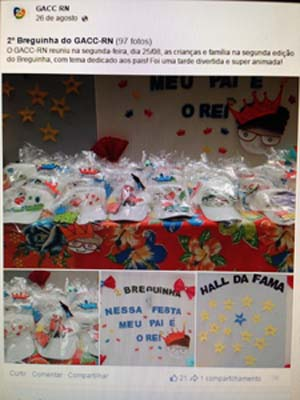 GACC RN
26 de agosto
2º Breguinha do GACC-RN (97 fotos)
O GACC-RN reuniu na segunda-feira, dia 25/08, as crianças e família na segunda edição
do Breguinha, com tema dedicado aos pais! Foi uma tarde divertida e super animada!
MEU PAI É
O REI
BREGUINHA
NESSA FESTA
MEU PAI É
O REI
HALL DA FAMA
Curtir · Comentar · Compartilhar
21
1 compartilhamento